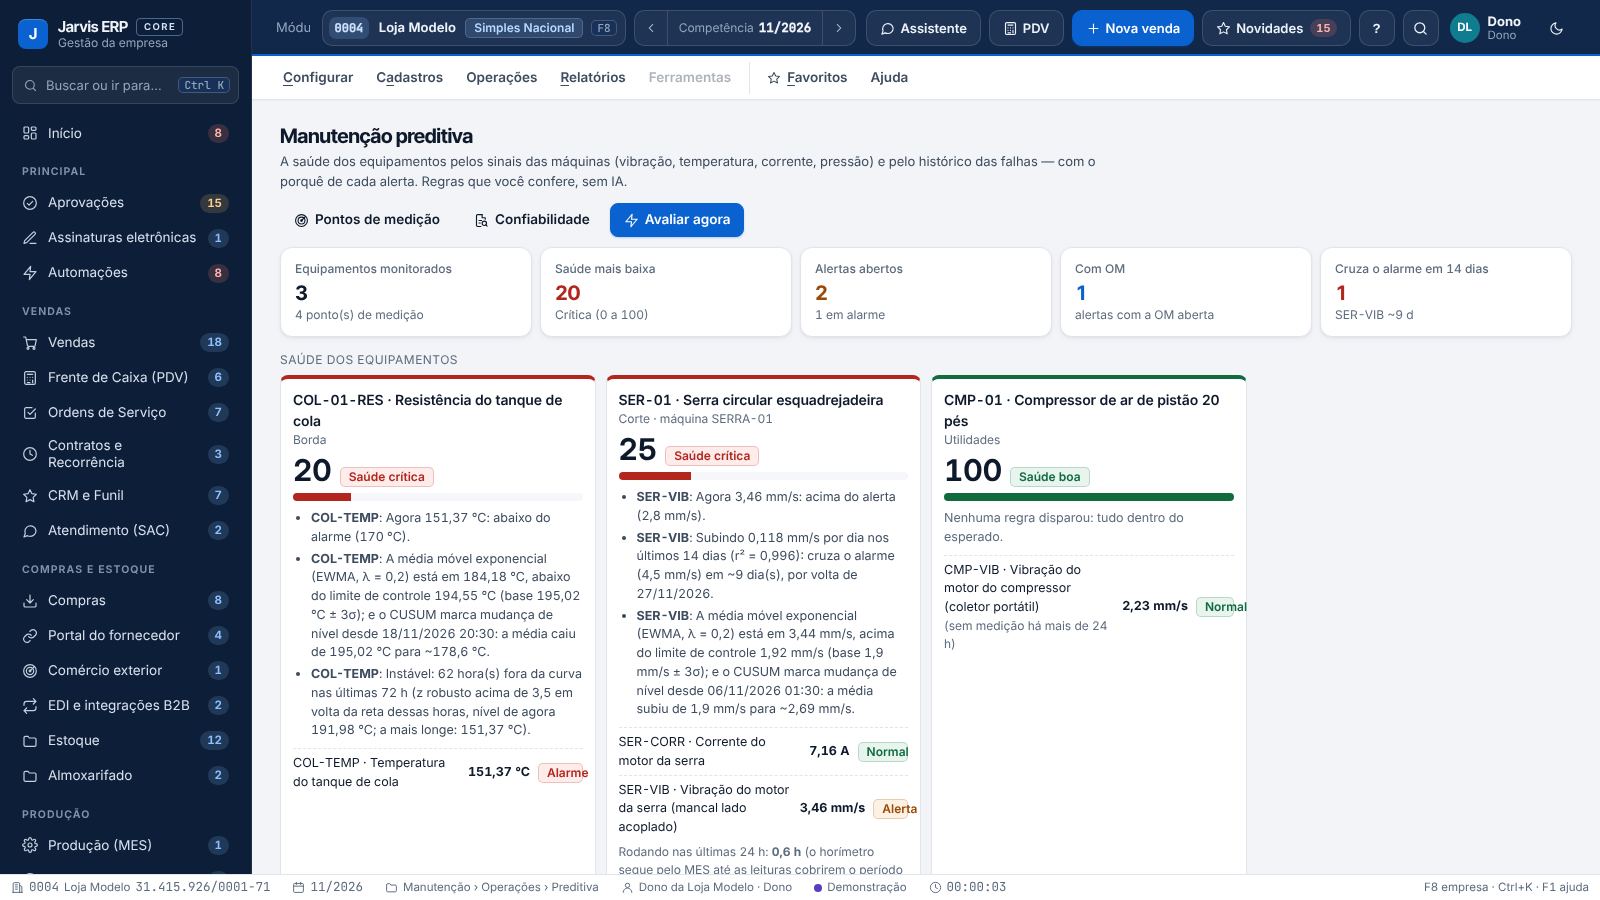 J
Jarvis ERP CORE
Gestão da empresa
Buscar ou ir para... Ctrl K
Início 8
PRINCIPAL
Aprovações 15
Assinaturas eletrônicas 1
Automações 8
VENDAS
Vendas 18
Frente de Caixa (PDV) 6
Ordens de Serviço 7
Contratos e
Recorrência 3
CRM e Funil 7
Atendimento (SAC) 2
COMPRAS E ESTOQUE
Compras 8
Portal do fornecedor 4
Comércio exterior 1
EDI e integrações B2B 2
Estoque 12
Almoxarifado 2
PRODUÇÃO
Produção (MES) 1
Módu 0004 Loja Modelo Simples Nacional F8 Competência 11/2026 Assistente PDV Nova venda Novidades 15 ? DL Dono
Dono
Configurar Cadastros Operações Relatórios Ferramentas Favoritos Ajuda
Manutenção preditiva
A saúde dos equipamentos pelos sinais das máquinas (vibração, temperatura, corrente, pressão) e pelo histórico das falhas — com o
porquê de cada alerta. Regras que você confere, sem IA.
Pontos de medição Confiabilidade Avaliar agora
Equipamentos monitorados
3
4 ponto(s) de medição
Saúde mais baixa
20
Crítica (0 a 100)
Alertas abertos
2
1 em alarme
Com OM
1
alertas com a OM aberta
Cruza o alarme em 14 dias
1
SER-VIB ~9 d
SAÚDE DOS EQUIPAMENTOS
COL-01-RES · Resistência do tanque de
cola
Borda
20 Saúde crítica
• COL-TEMP: Agora 151,37 °C: abaixo do
alarme (170 °C).
• COL-TEMP: A média móvel exponencial
(EWMA, λ = 0,2) está em 184,18 °C, abaixo
do limite de controle 194,55 °C (base 195,02
°C ± 3σ); e o CUSUM marca mudança de
nível desde 18/11/2026 20:30: a média caiu
de 195,02 °C para ~178,6 °C.
• COL-TEMP: Instável: 62 hora(s) fora da curva
nas últimas 72 h (z robusto acima de 3,5 em
volta da reta dessas horas, nível de agora
191,98 °C; a mais longe: 151,37 °C).
COL-TEMP · Temperatura
do tanque de cola 151,37 °C Alarme
SER-01 · Serra circular esquadrejadeira
Corte · máquina SERRA-01
25 Saúde crítica
• SER-VIB: Agora 3,46 mm/s: acima do alerta
(2,8 mm/s).
• SER-VIB: Subindo 0,118 mm/s por dia nos
últimos 14 dias (r² = 0,996): cruza o alarme
(4,5 mm/s) em ~9 dia(s), por volta de
27/11/2026.
• SER-VIB: A média móvel exponencial
(EWMA, λ = 0,2) está em 3,44 mm/s, acima
do limite de controle 1,92 mm/s (base 1,9
mm/s ± 3σ); e o CUSUM marca mudança de
nível desde 06/11/2026 01:30: a média
subiu de 1,9 mm/s para ~2,69 mm/s.
SER-CORR · Corrente do
motor da serra 7,16 A Normal
SER-VIB · Vibração do motor
da serra (mancal lado
acoplado) 3,46 mm/s Alerta
Rodando nas últimas 24 h: 0,6 h (o horímetro
segue pelo MES até as leituras cobrirem o período
CMP-01 · Compressor de ar de pistão 20
pés
Utilidades
100 Saúde boa
Nenhuma regra disparou: tudo dentro do
esperado.
CMP-VIB · Vibração do
motor do compressor
(coletor portátil) 2,23 mm/s Normal
(sem medição há mais de 24
h)
0004 Loja Modelo 31.415.926/0001-71 11/2026 Manutenção › Operações › Preditiva Dono da Loja Modelo · Dono Demonstração 00:00:03 F8 empresa · Ctrl+K · F1 ajuda